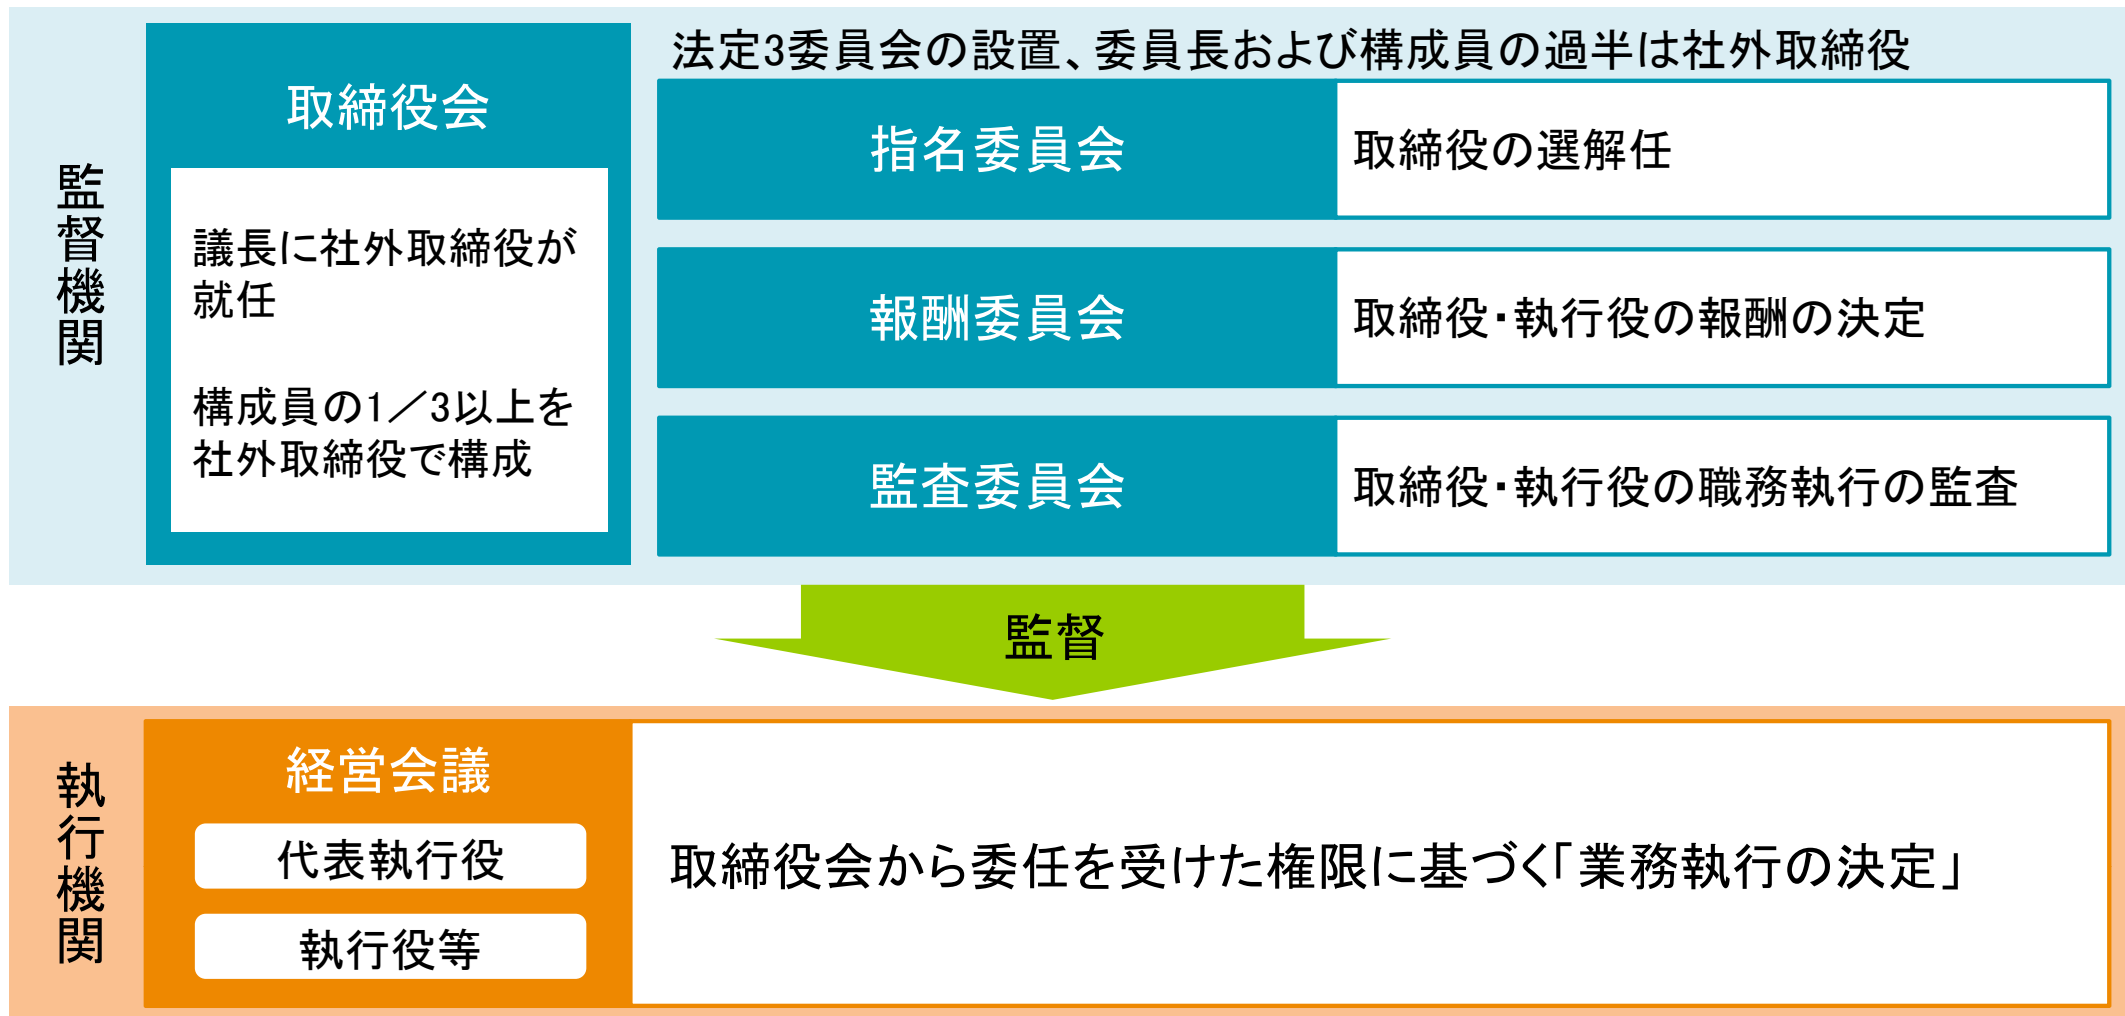 監督機関
取締役会
議長に社外取締役が
就任
構成員の1／3以上を
社外取締役で構成
法定3委員会の設置、委員長および構成員の過半は社外取締役
指名委員会
取締役の選解任
報酬委員会
取締役・執行役の報酬の決定
監査委員会
取締役・執行役の職務執行の監査
監督
執行機関
経営会議
代表執行役
執行役等
取締役会から委任を受けた権限に基づく「業務執行の決定」